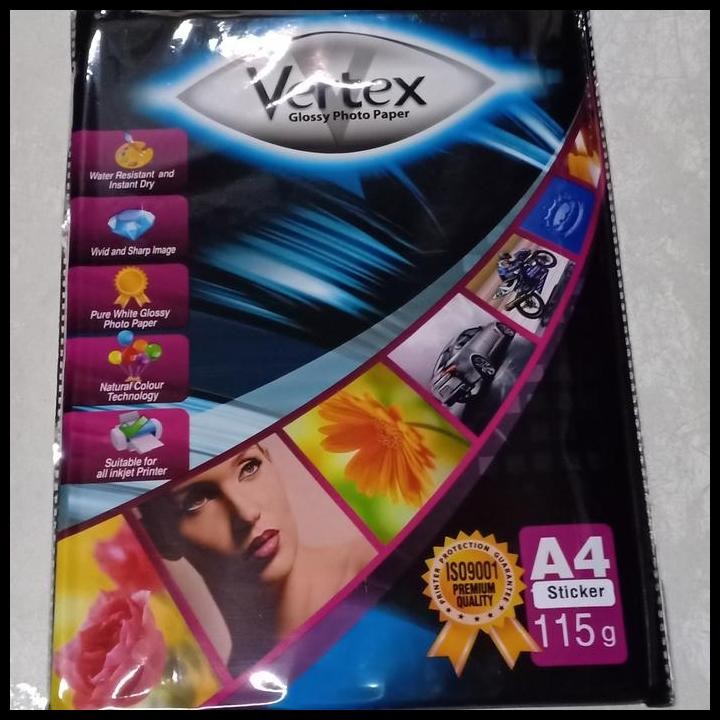 Vertex
Glossy Photo Paper
Water Resistant and
Instant Dry
Vivid and Sharp Image
Pure White Glossy
Photo Paper
Natural Colour
Technology
Suitable for
all inkjet Printer
PRINTER PROTECTION GUARANTEE
ISO9001
PREMIUM
QUALITY
A4
Sticker
115g